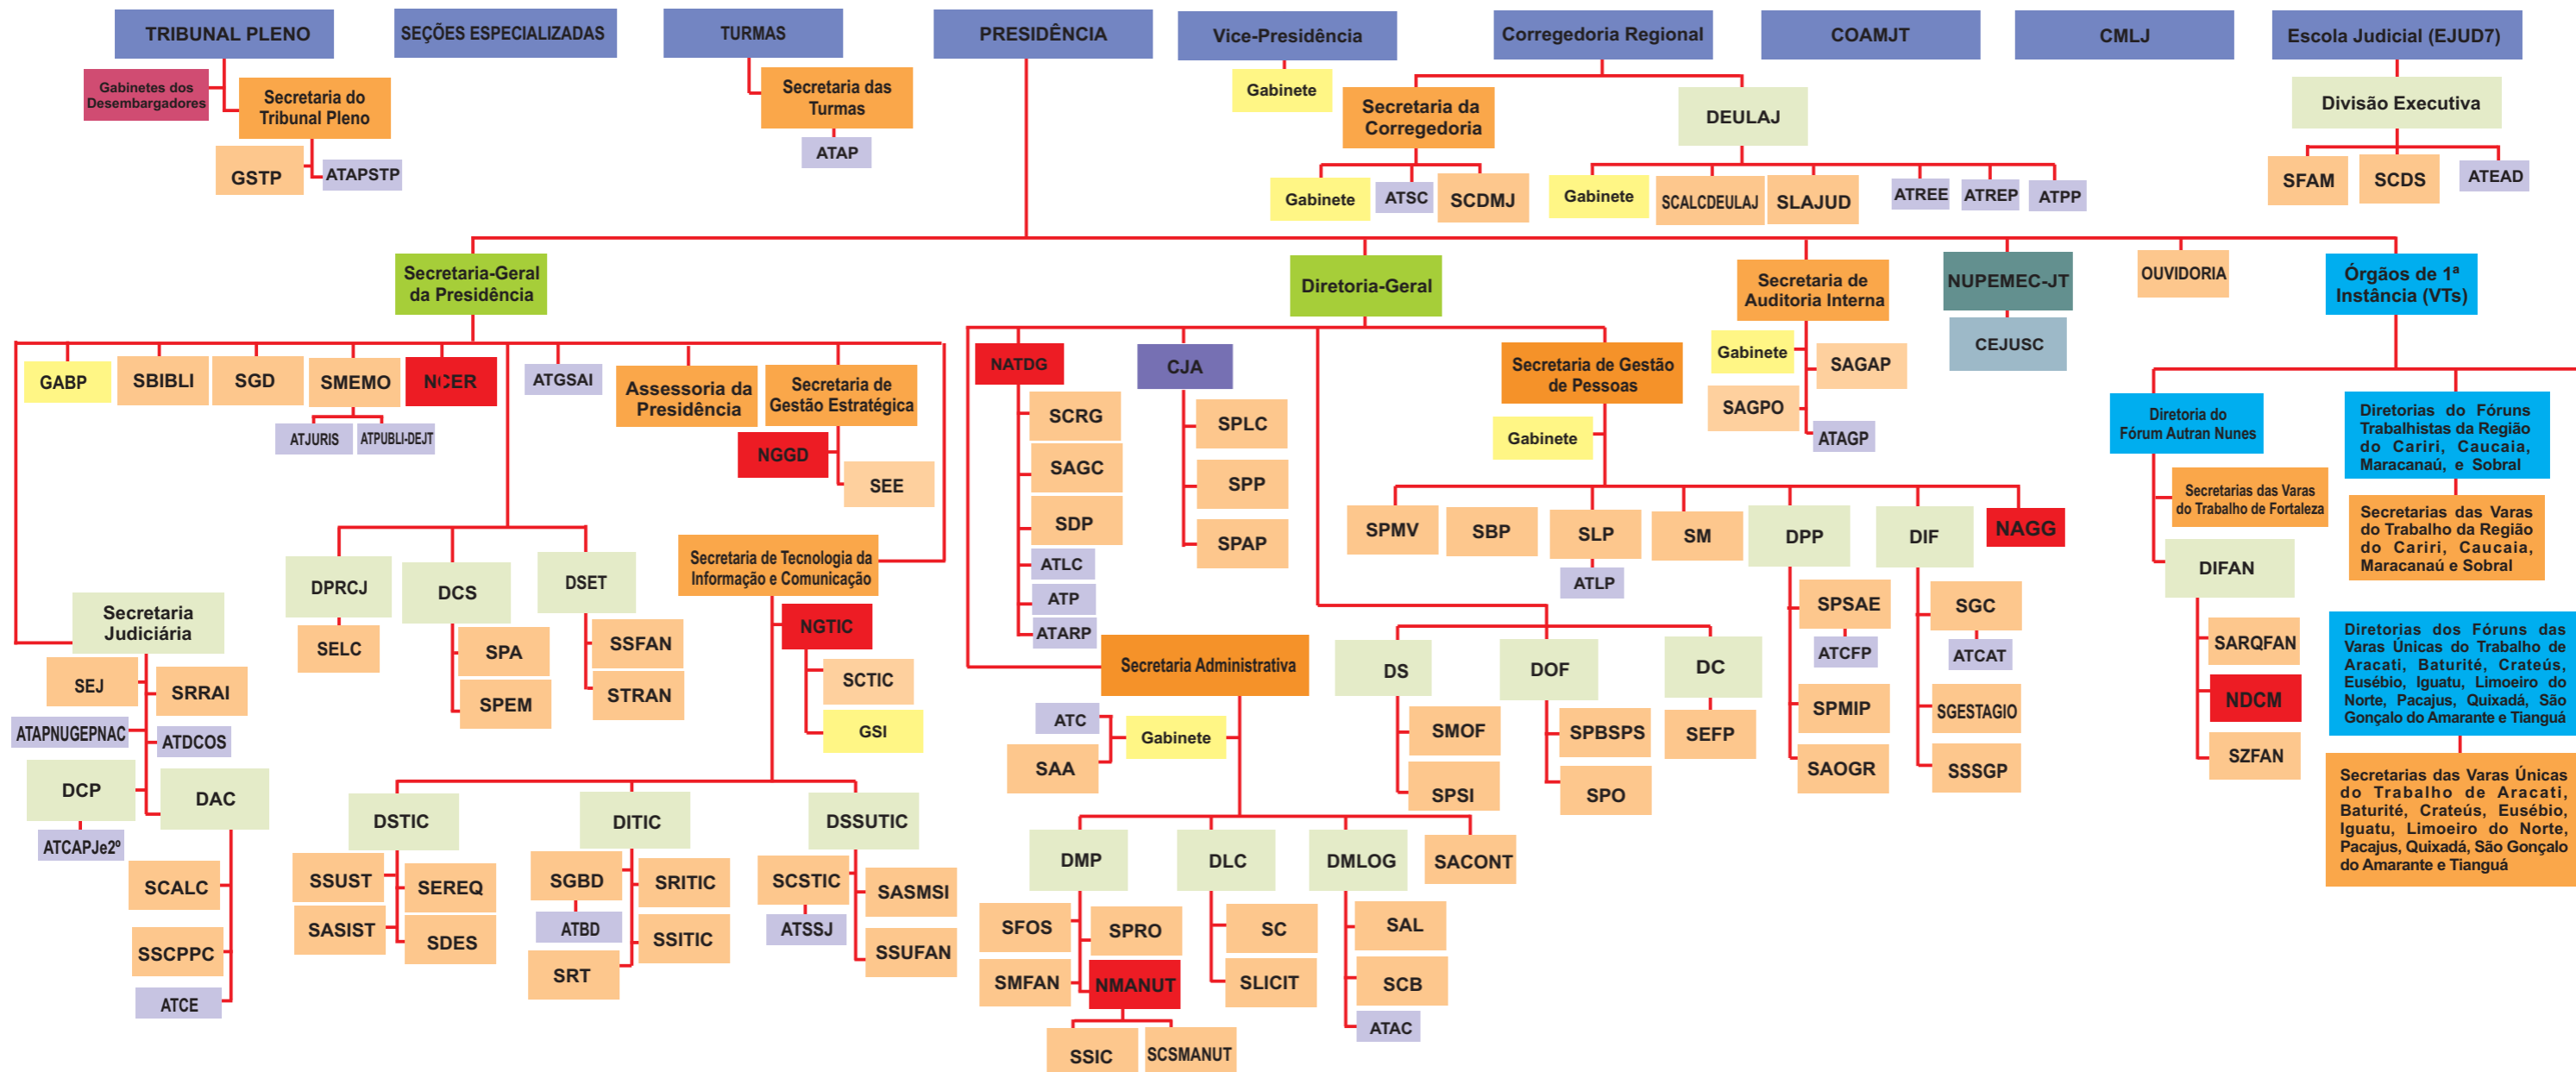 TRIBUNAL PLENO
SEÇÕES ESPECIALIZADAS
TURMAS
PRESIDÊNCIA
Vice-Presidência
Corregedoria Regional
COAMJT
CMLJ
Escola Judicial (EJUD7)
Gabinetes dos
Desembargadores
Secretaria do
Tribunal Pleno
GSTP
ATAPSTP
Secretaria das
Turmas
ATAP
Gabinete
Secretaria da
Corregedoria
DEULAJ
Gabinete
ATSC
SCDMJ
Gabinete
SCALCDEULAJ
SLAJUD
ATREE
ATREP
ATPP
Divisão Executiva
SFAM
SCDS
ATEAD
Secretaria-Geral
da Presidência
Diretoria-Geral
Secretaria de
Auditoria Interna
NUPEMEC-JT
OUVIDORIA
Órgãos de 1ª
Instância (VTs)
GABP
SBIBLI
SGD
SMEMO
NCER
ATGSAI
Assessoria da
Presidência
Secretaria de
Gestão Estratégica
ATJURIS
ATPUBLI-DEJT
NGGD
SEE
NATDG
CJA
SCRG
SAGC
SDP
ATLC
ATP
ATARP
SPLC
SPP
SPAP
Secretaria de Gestão
de Pessoas
Gabinete
Gabinete
SAGAP
SAGPO
ATAGP
CEJUSC
Diretoria do
Fórum Autran Nunes
Diretorias do Fóruns
Trabalhistas da Região
do Cariri, Caucaia,
Maracanaú, e Sobral
Secretarias das Varas
do Trabalho de Fortaleza
Secretarias das Varas
do Trabalho da Região
do Cariri, Caucaia,
Maracanaú e Sobral
SPMV
SBP
SLP
ATLP
SM
DPP
DIF
NAGG
SPSAE
ATCFP
SPMIP
SAOGR
SGC
ATCAT
SGESTAGIO
SSSGP
DIFAN
SARQFAN
NDCM
SZFAN
Diretorias dos Fóruns das
Varas Únicas do Trabalho de
Aracati, Baturité, Crateús,
Eusébio, Iguatu, Limoeiro do
Norte, Pacajus, Quixadá, São
Gonçalo do Amarante e Tianguá
Secretarias das Varas Únicas
do Trabalho de Aracati,
Baturité, Crateús, Eusébio,
Iguatu, Limoeiro do Norte,
Pacajus, Quixadá, São Gonçalo
do Amarante e Tianguá
DPRCJ
SELC
DCS
SPA
SPEM
DSET
SSFAN
STRAN
Secretaria de Tecnologia da
Informação e Comunicação
NGTIC
SCTIC
GSI
Secretaria
Judiciária
SEJ
SRRAI
ATAPNUGEPNAC
ATDCOS
DCP
DAC
ATCAPJe2º
SCALC
SSCPPC
ATCE
DSTIC
SSUST
SEREQ
SASIST
SDES
DITIC
SGBD
ATBD
SRITIC
SSITIC
SRT
DSSUTIC
SCSTIC
ATSSJ
SASMSI
SSUFAN
Secretaria Administrativa
ATC
Gabinete
SAA
DS
SMOF
SPSI
DOF
SPBSPS
SPO
DC
SEFP
DMP
SFOS
SPRO
SMFAN
NMANUT
SSIC
SCSMANUT
DLC
SC
SLICIT
DMLOG
SAL
SCB
ATAC
SACONT